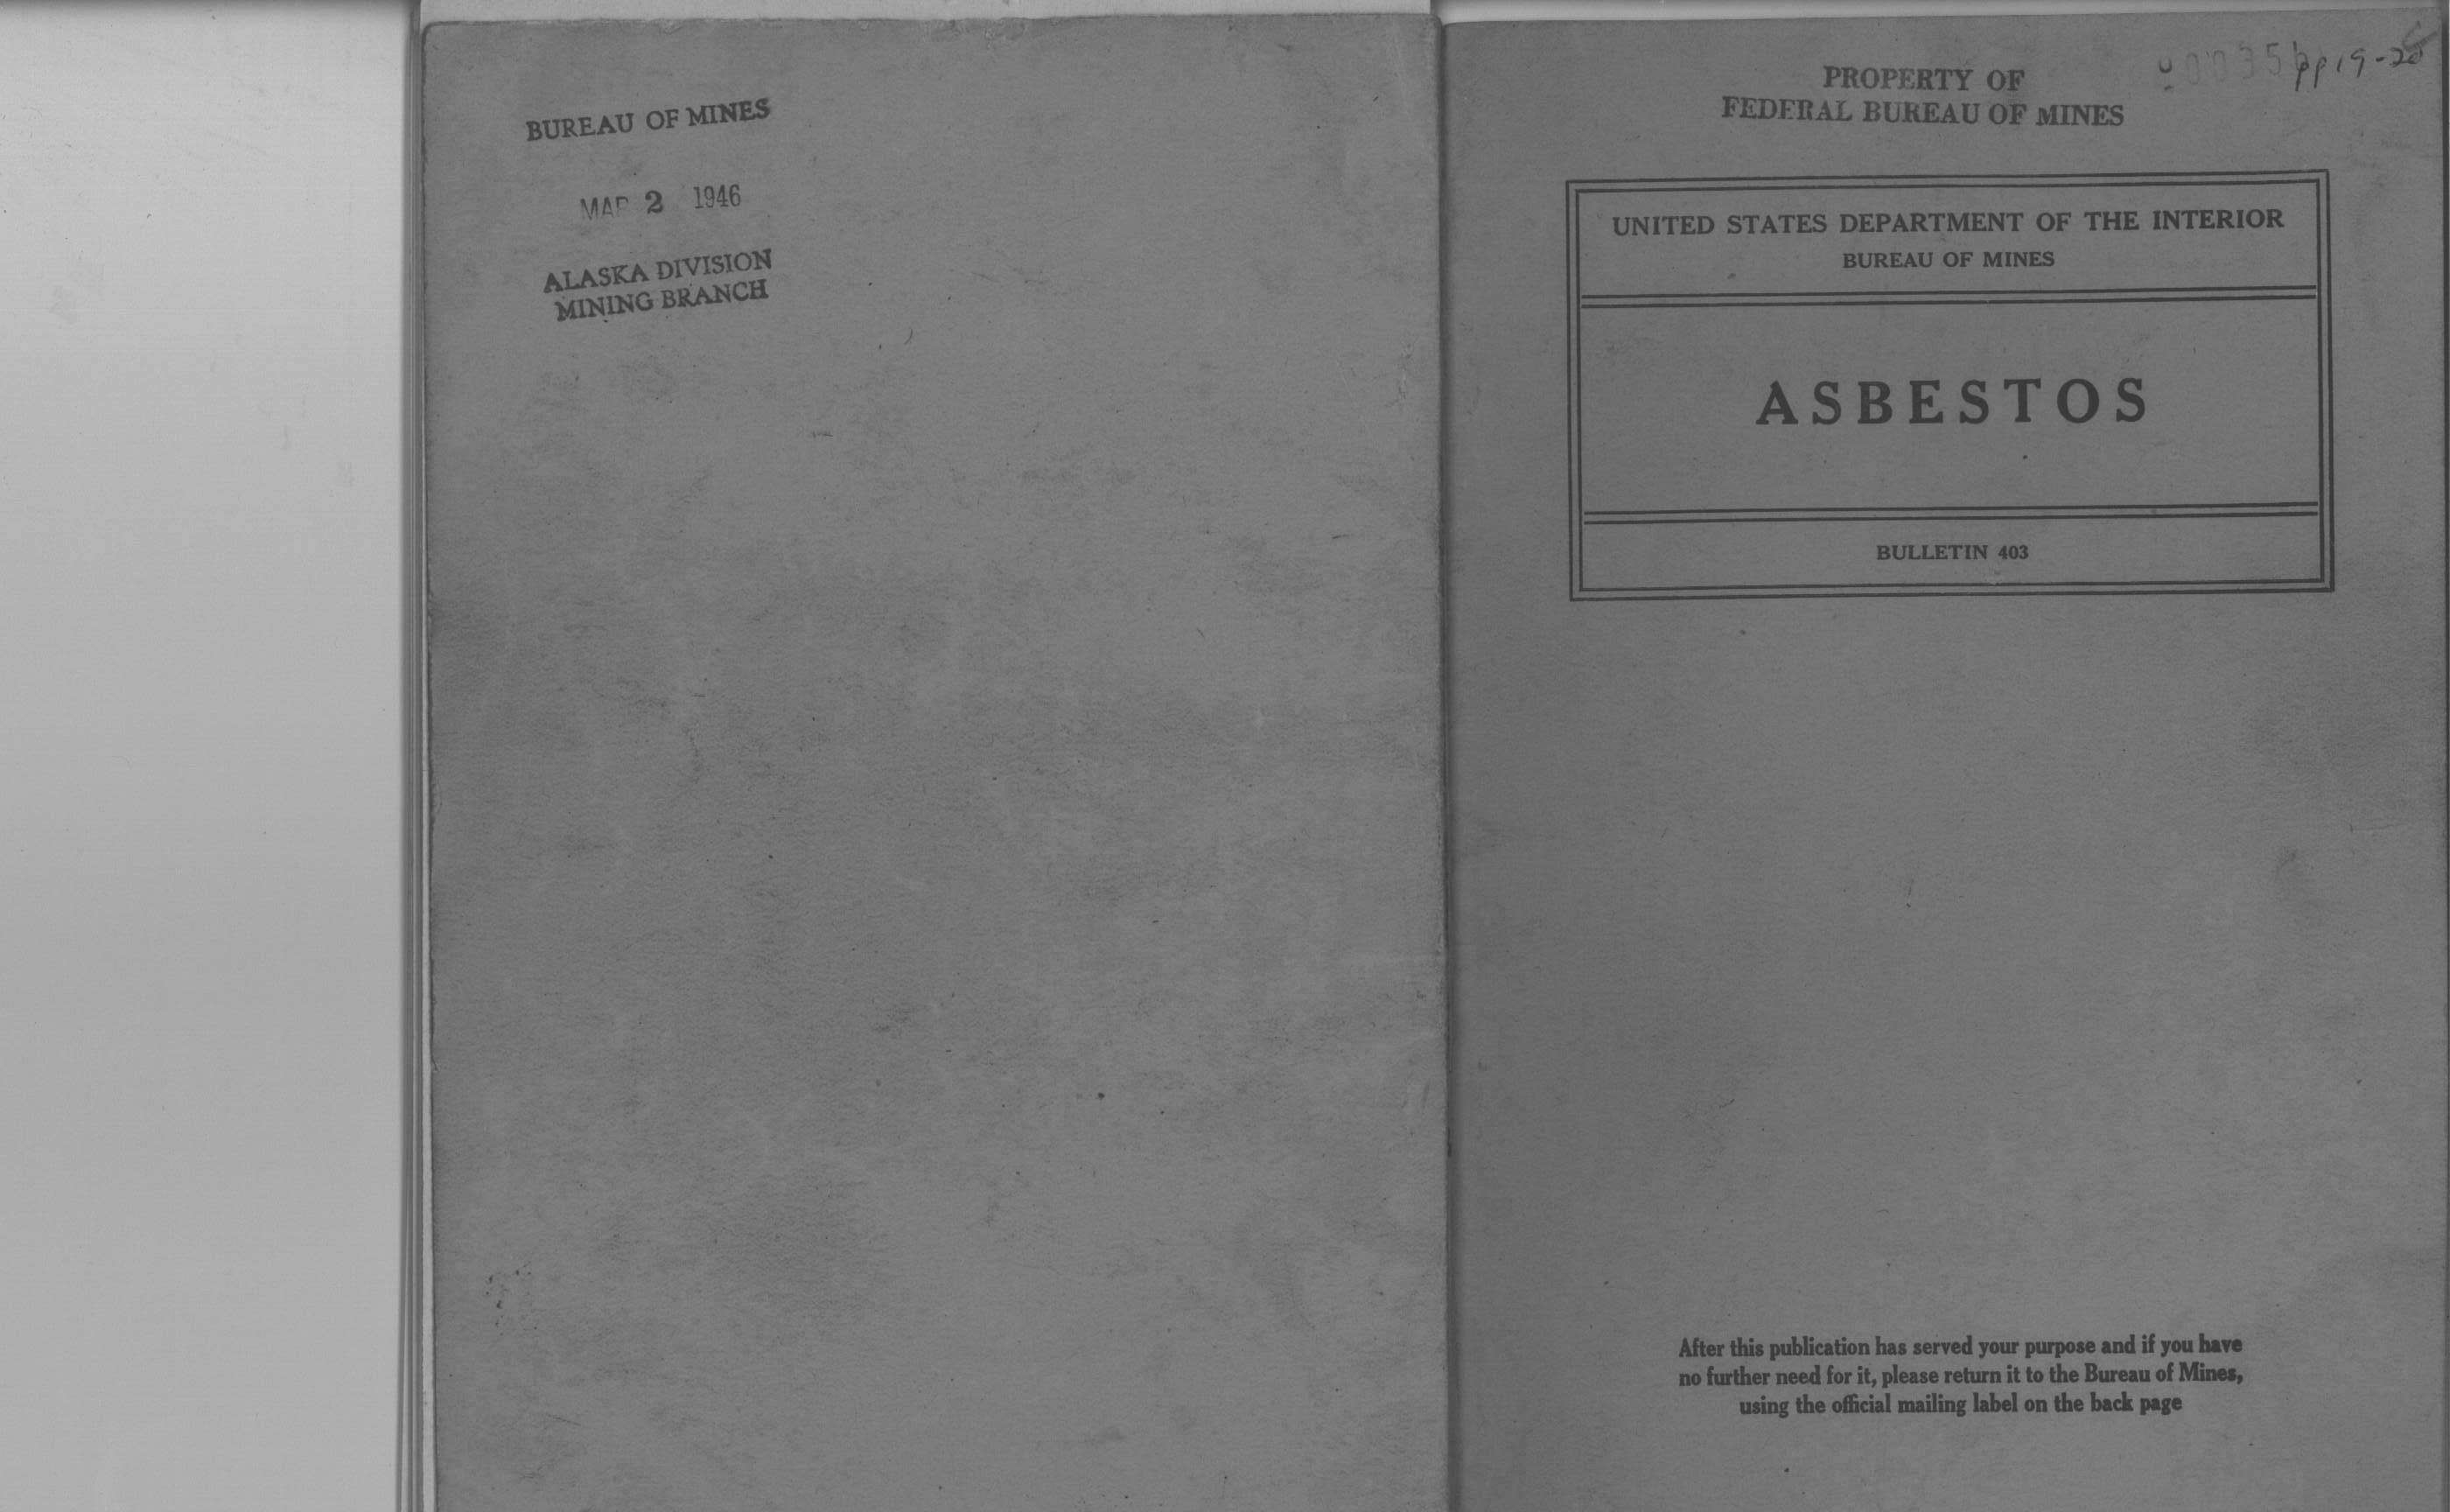 BUREAU OF MINES
MAR 2 1946
ALASKA DIVISION
MINING BRANCH
PROPERTY OF
FEDERAL BUREAU OF MINES
pp 19-20
UNITED STATES DEPARTMENT OF THE INTERIOR
BUREAU OF MINES
ASBESTOS
BULLETIN 403
After this publication has served your purpose and if you have
no further need for it, please return it to the Bureau of Mines,
using the official mailing label on the back page